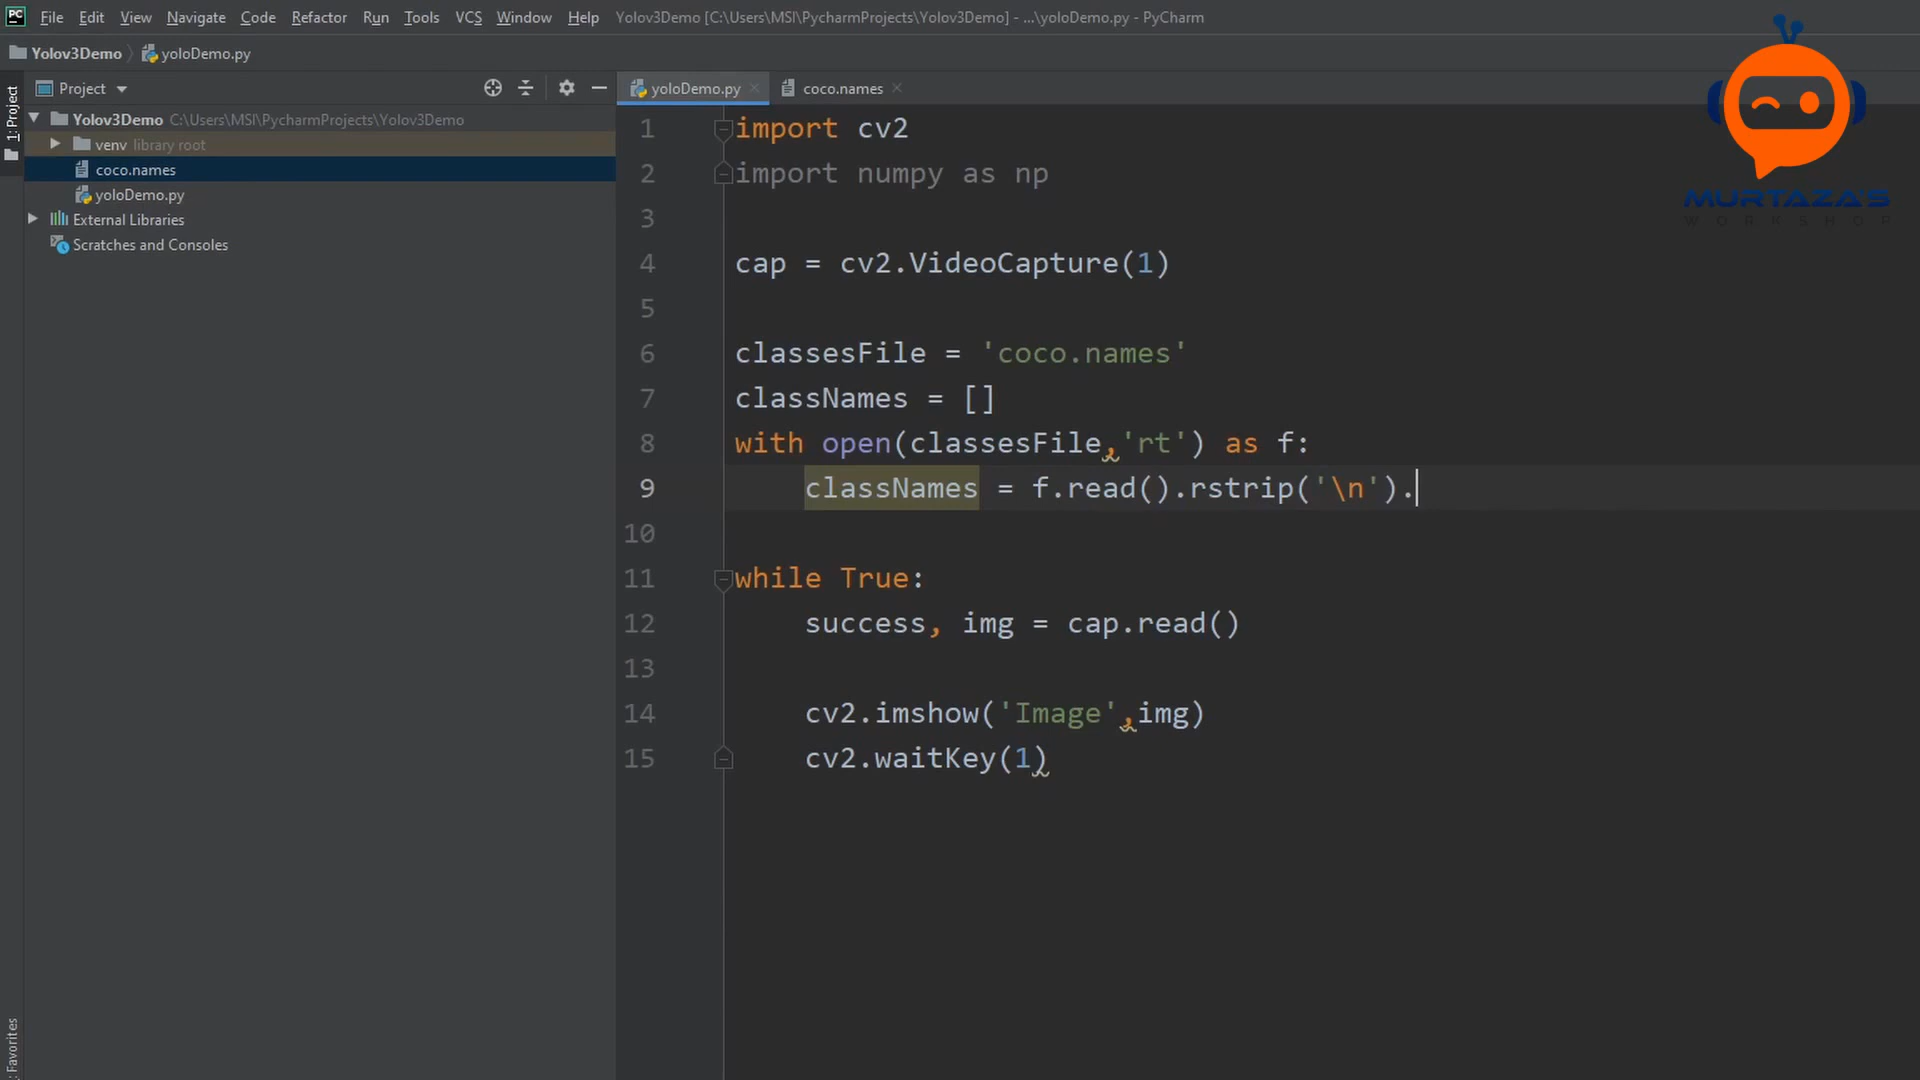 PC File Edit View Navigate Code Refactor Run Tools VCS Window Help Yolov3Demo [C:\Users\MSI\PycharmProjects\Yolov3Demo] - ...\yoloDemo.py - PyCharm
Yolov3Demo yoloDemo.py
1: Project
Project
yoloDemo.py coco.names
Yolov3Demo C:\Users\MSI\PycharmProjects\Yolov3Demo
venv library root
coco.names
yoloDemo.py
External Libraries
Scratches and Consoles
1 import cv2
2 import numpy as np
3
4 cap = cv2.VideoCapture(1)
5
6 classesFile = 'coco.names'
7 classNames = []
8 with open(classesFile,'rt') as f:
9 classNames = f.read().rstrip('\n').
10
11 while True:
12 success, img = cap.read()
13
14 cv2.imshow('Image',img)
15 cv2.waitKey(1)
MURTAZA'S
WORKSHOP
Favorites